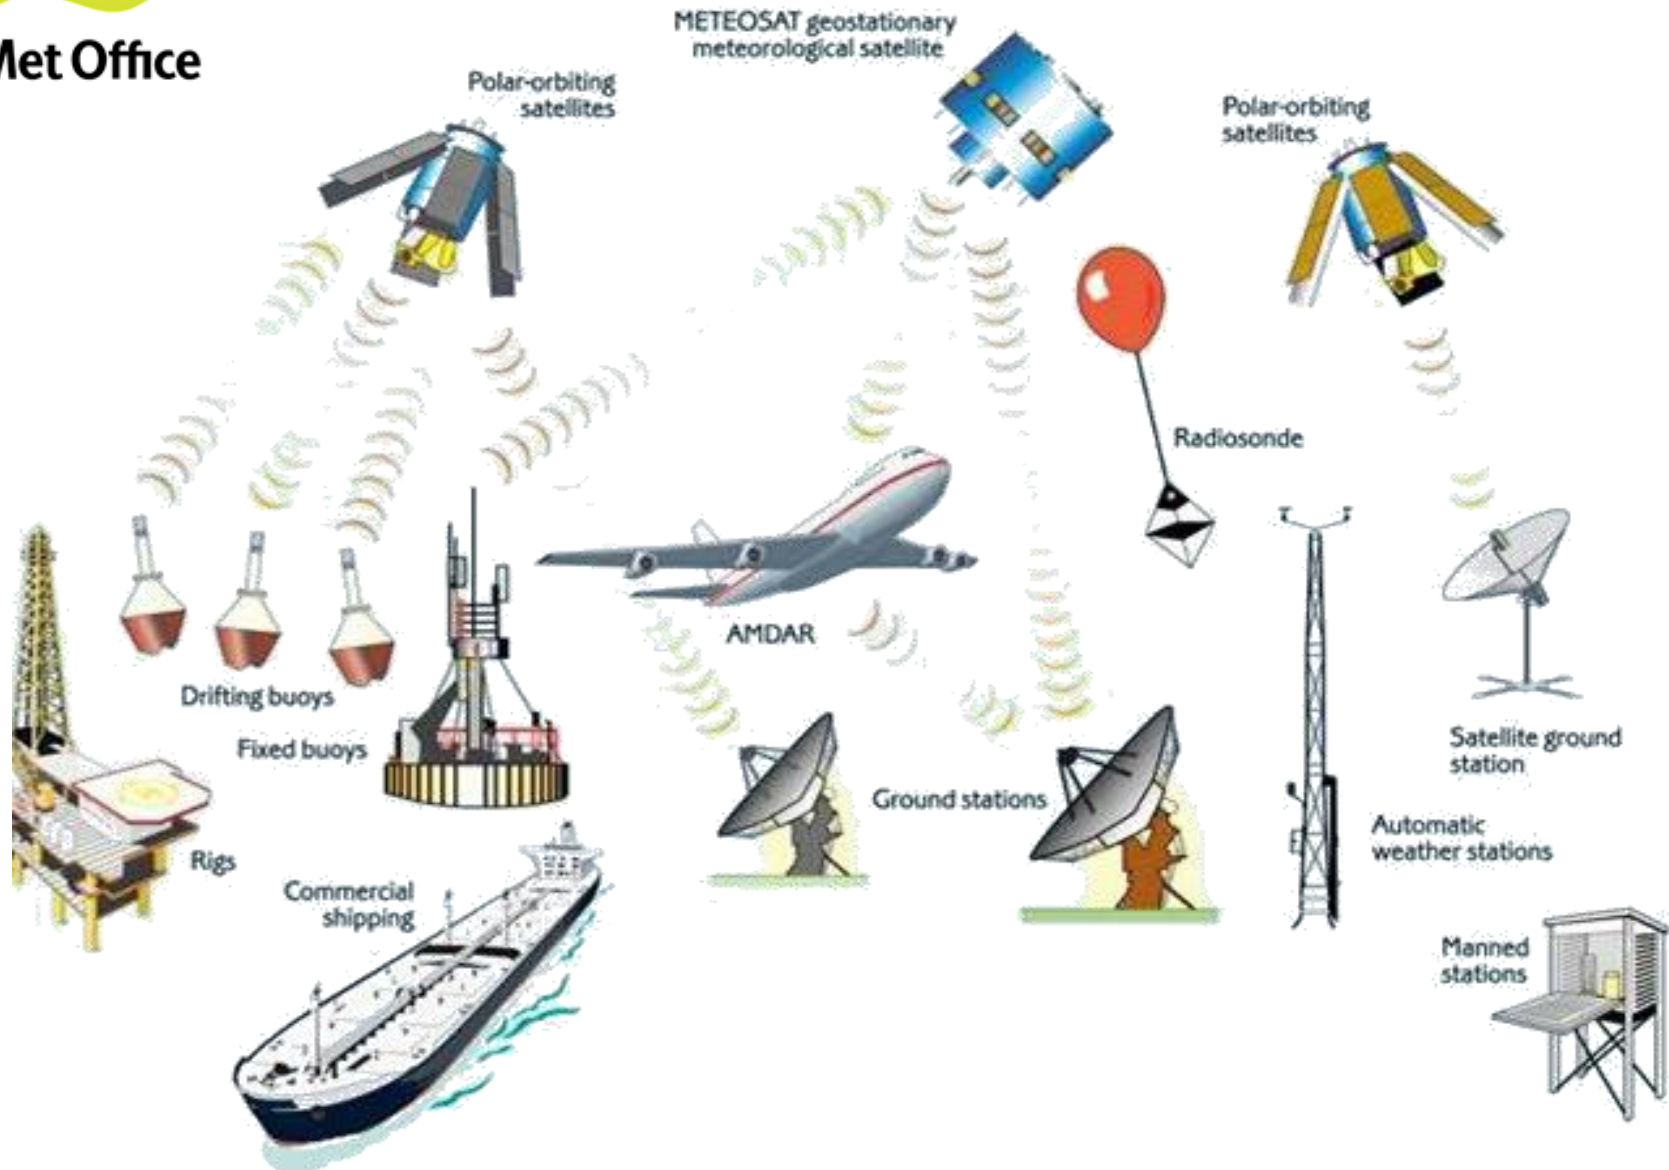 Met Office
METEOSAT geostationary
meteorological satellite
Polar-orbiting
satellites
Polar-orbiting
satellites
Radiosonde
AMDAR
Drifting buoys
Fixed buoys
Satellite ground
station
Ground stations
Automatic
weather stations
Rigs
Commercial
shipping
Manned
stations